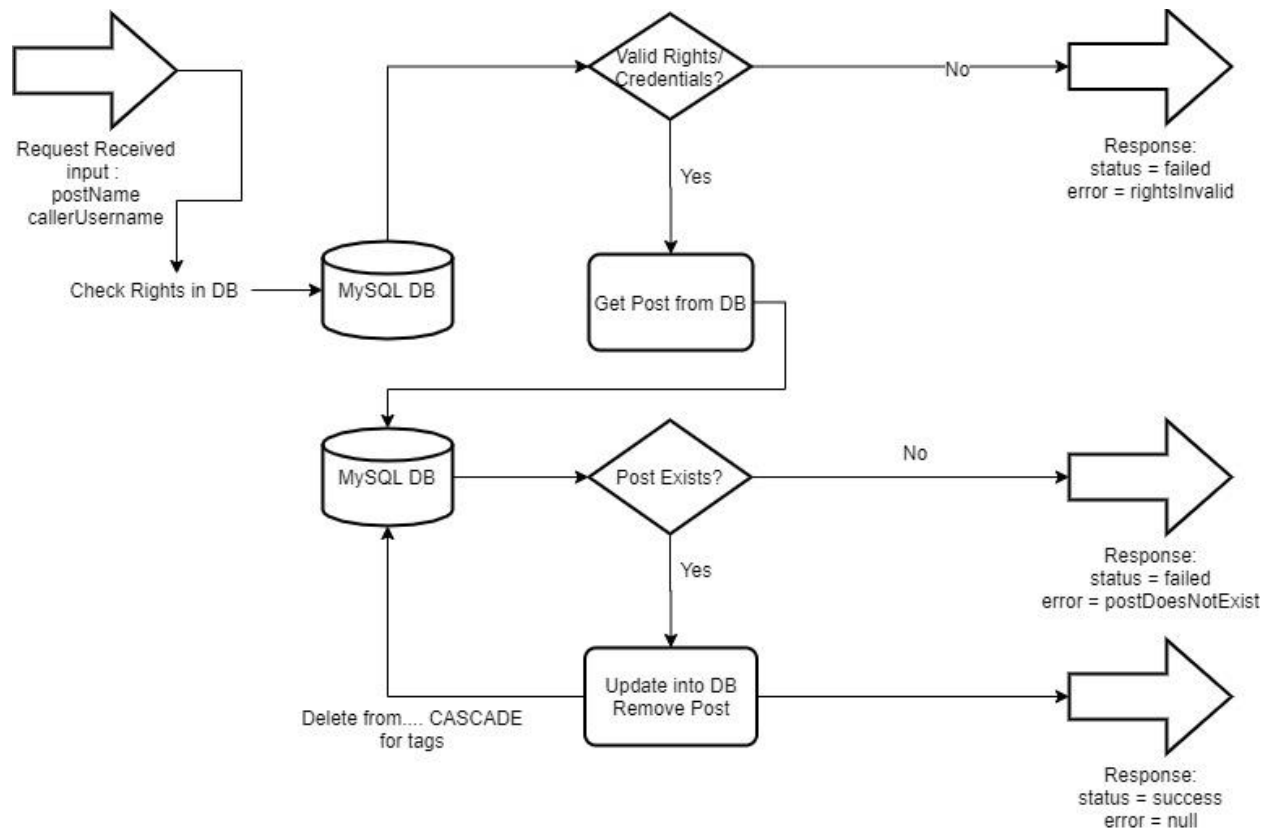 Valid Rights/
Credentials?
No
Request Received
input :
postName
callerUsername
Response:
status = failed
error = rightsInvalid
Yes
Check Rights in DB
MySQL DB
Get Post from DB
MySQL DB
Post Exists?
No
Response:
status = failed
error = postDoesNotExist
Yes
Update into DB
Remove Post
Delete from.... CASCADE
for tags
Response:
status = success
error = null